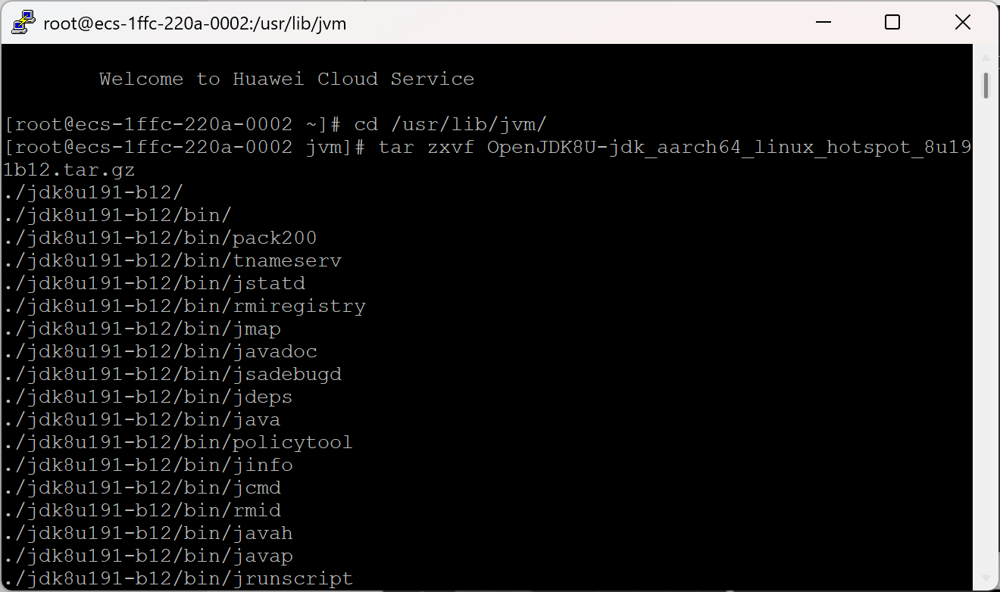 root@ecs-1ffc-220a-0002:/usr/lib/jvm
Welcome to Huawei Cloud Service
[root@ecs-1ffc-220a-0002 ~]# cd /usr/lib/jvm/
[root@ecs-1ffc-220a-0002 jvm]# tar zxvf OpenJDK8U-jdk_aarch64_linux_hotspot_8u19
1b12.tar.gz
./jdk8u191-b12/
./jdk8u191-b12/bin/
./jdk8u191-b12/bin/pack200
./jdk8u191-b12/bin/tnameserv
./jdk8u191-b12/bin/jstatd
./jdk8u191-b12/bin/rmiregistry
./jdk8u191-b12/bin/jmap
./jdk8u191-b12/bin/javadoc
./jdk8u191-b12/bin/jsadebugd
./jdk8u191-b12/bin/jdeps
./jdk8u191-b12/bin/java
./jdk8u191-b12/bin/policytool
./jdk8u191-b12/bin/jinfo
./jdk8u191-b12/bin/jcmd
./jdk8u191-b12/bin/rmid
./jdk8u191-b12/bin/javah
./jdk8u191-b12/bin/javap
./jdk8u191-b12/bin/jrunscript